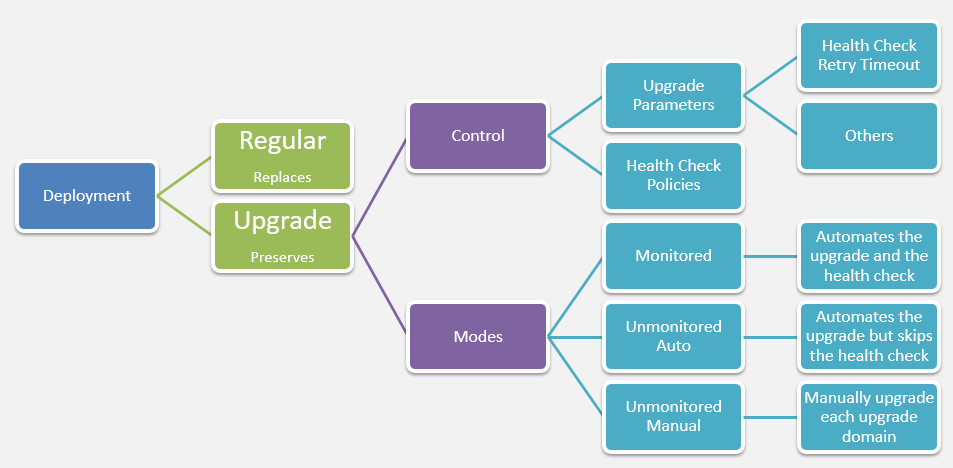 Deployment
Regular
Replaces
Upgrade
Preserves
Control
Modes
Upgrade
Parameters
Health Check
Policies
Monitored
Unmonitored
Auto
Unmonitored
Manual
Health Check
Retry Timeout
Others
Automates the
upgrade and the
health check
Automates the
upgrade but skips
the health check
Manually upgrade
each upgrade
domain